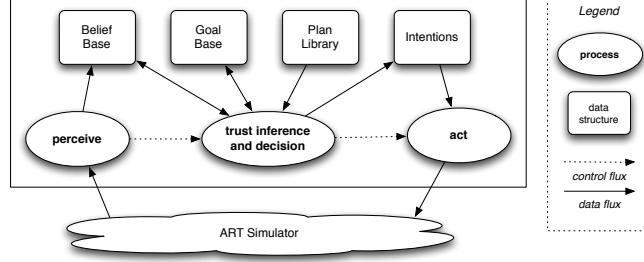 Belief
Base
Goal
Base
Plan
Library
Intentions
perceive
trust inference
and decision
act
ART Simulator
Legend
process
data
structure
control flux
data flux